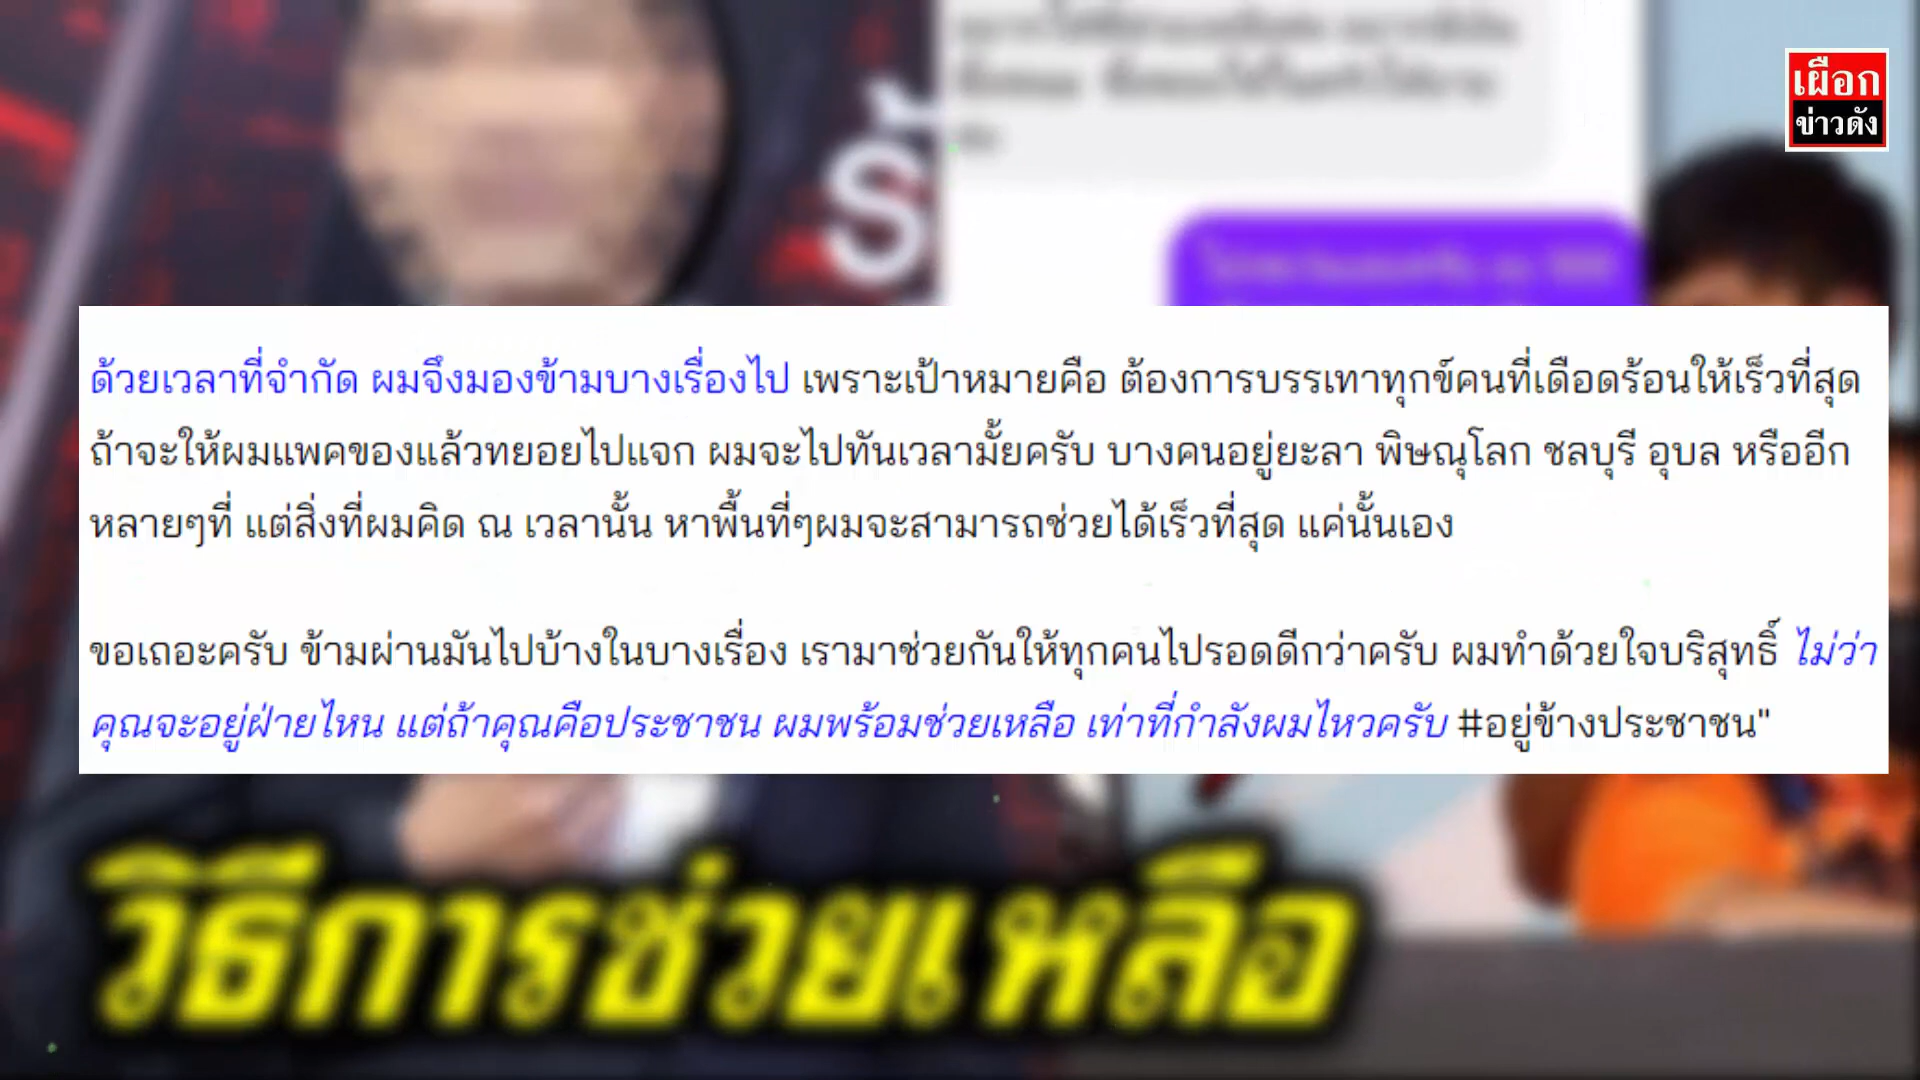 เผือก
ข่าวดัง
ด้วยเวลาที่จำกัด ผมจึงมองข้ามบางเรื่องไป เพราะเป้าหมายคือ ต้องการบรรเทาทุกข์คนที่เดือดร้อนให้เร็วที่สุด
ถ้าจะให้ผมแพคของแล้วทยอยไปแจก ผมจะไปทันเวลามั้ยครับ บางคนอยู่ยะลา พิษณุโลก ชลบุรี อุบล หรืออีก
หลายๆที่ แต่สิ่งที่ผมคิด ณ เวลานั้น หาพื้นที่ๆผมจะสามารถช่วยได้เร็วที่สุด แค่นั้นเอง
ขอเถอะครับ ข้ามผ่านมันไปบ้างในบางเรื่อง เรามาช่วยกันให้ทุกคนไปรอดดีกว่าครับ ผมทำด้วยใจบริสุทธิ์ ไม่ว่า
คุณจะอยู่ฝ่ายไหน แต่ถ้าคุณคือประชาชน ผมพร้อมช่วยเหลือ เท่าที่กำลังผมไหวครับ #อยู่ข้างประชาชน"
วิธีการช่วยเหลือ